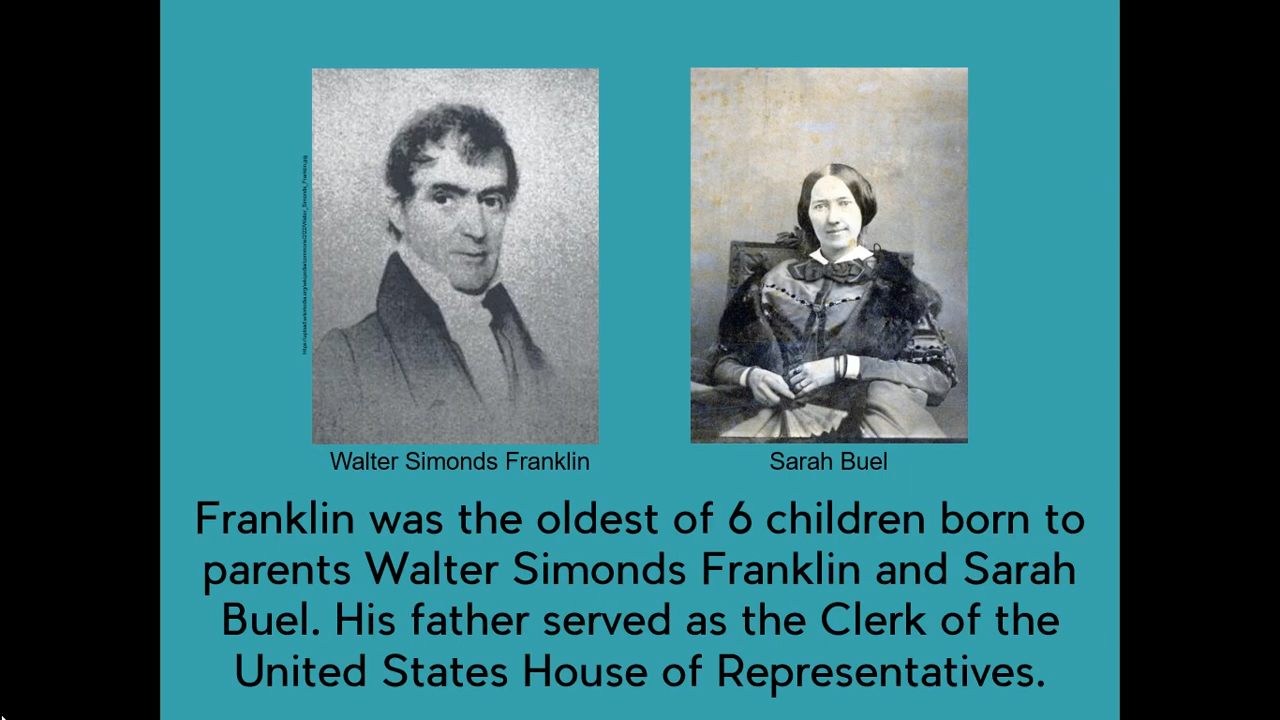 Walter Simonds Franklin
Sarah Buel
Franklin was the oldest of 6 children born to
parents Walter Simonds Franklin and Sarah
Buel. His father served as the Clerk of the
United States House of Representatives.